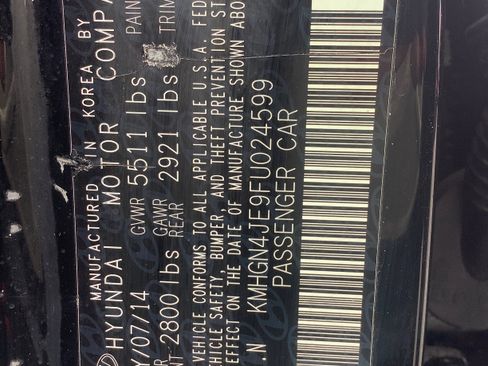 MANUFACTURED IN KOREA BY
HYUNDAI MOTOR COMPA
Y/07/14 GVWR 5511 lbs PAIN
2800 lbs GAWR REAR 2921 lbs TRIM
VEHICLE CONFORMS TO ALL APPLICABLE U.S.A. FED
VEHICLE SAFETY, BUMPER, AND THEFT PREVENTION ST
EFFECT ON THE DATE OF MANUFACTURE SHOWN ABOV
I.N KMHGN4JE9FU024599
PASSENGER CAR